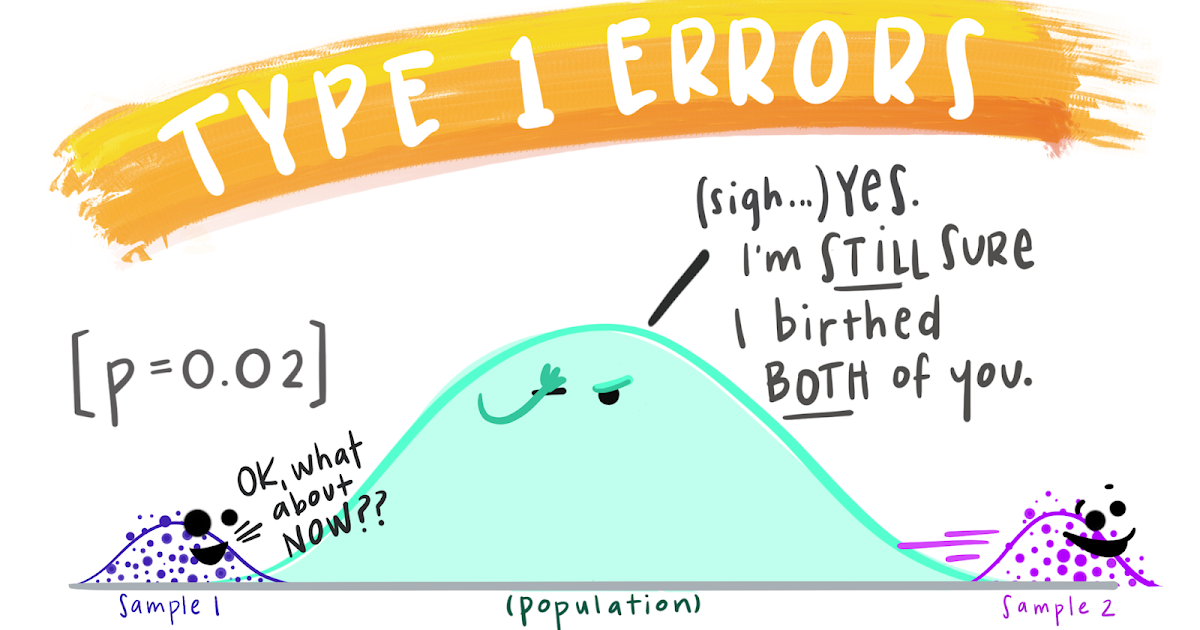 TYPE 1 ERRORS
(sigh...) Yes.
I'm STILL SURE
I birthed
BOTH of you.
[p=0.02]
OK, what
about
NOW??
Sample 1
(population)
Sample 2